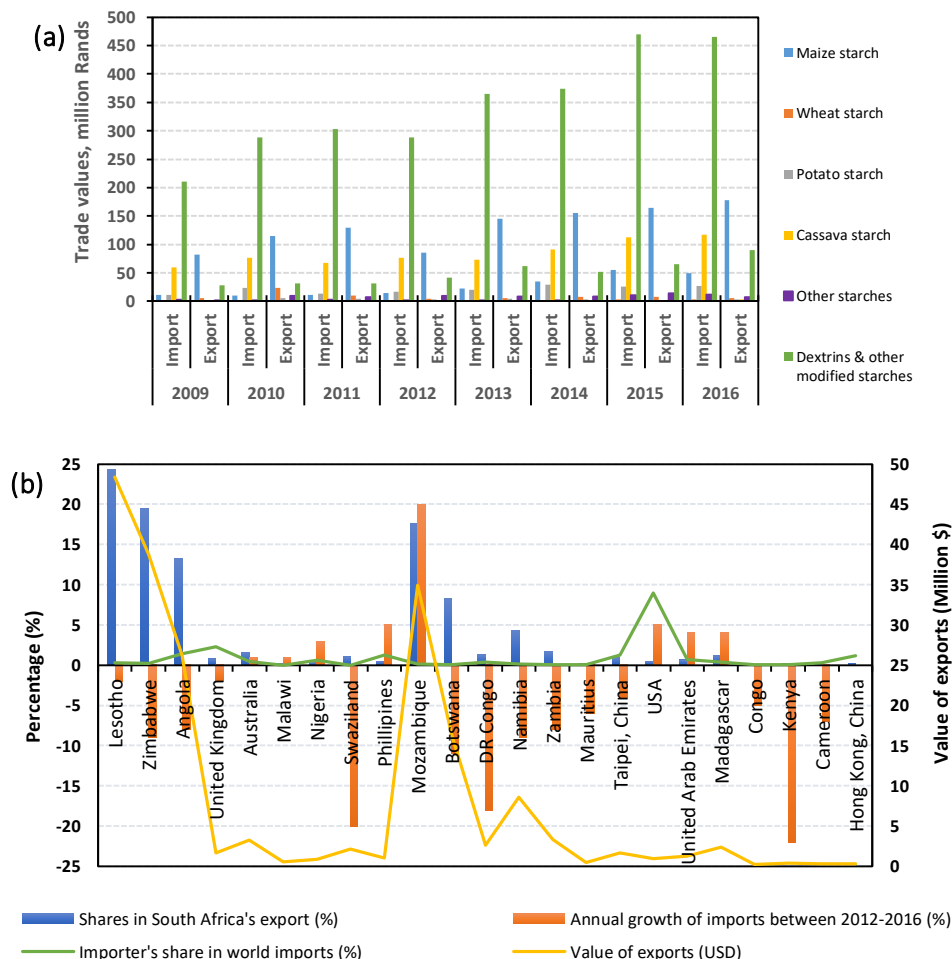 (a)
Trade values, million Rands
500
450
400
350
300
250
200
150
100
50
0
Import
Export
Import
Export
Import
Export
Import
Export
Import
Export
Import
Export
Import
Export
Import
Export
2009
2010
2011
2012
2013
2014
2015
2016
Maize starch
Wheat starch
Potato starch
Cassava starch
Other starches
Dextrins & other
modified starches
(b)
Percentage (%)
25
20
15
10
5
0
-5
-10
-15
-20
-25
Lesotho
Zimbabwe
Angola
United Kingdom
Australia
Malawi
Nigeria
Swaziland
Phillipines
Mozambique
Botswana
DR Congo
Namibia
Zambia
Mauritius
Taipei, China
USA
United Arab Emirates
Madagascar
Congo
Kenya
Cameroon
Hong Kong, China
50
45
40
35
30
25
20
15
10
5
0
Value of exports (Million $)
Shares in South Africa's export (%)
Annual growth of imports between 2012-2016 (%)
Importer's share in world imports (%)
Value of exports (USD)